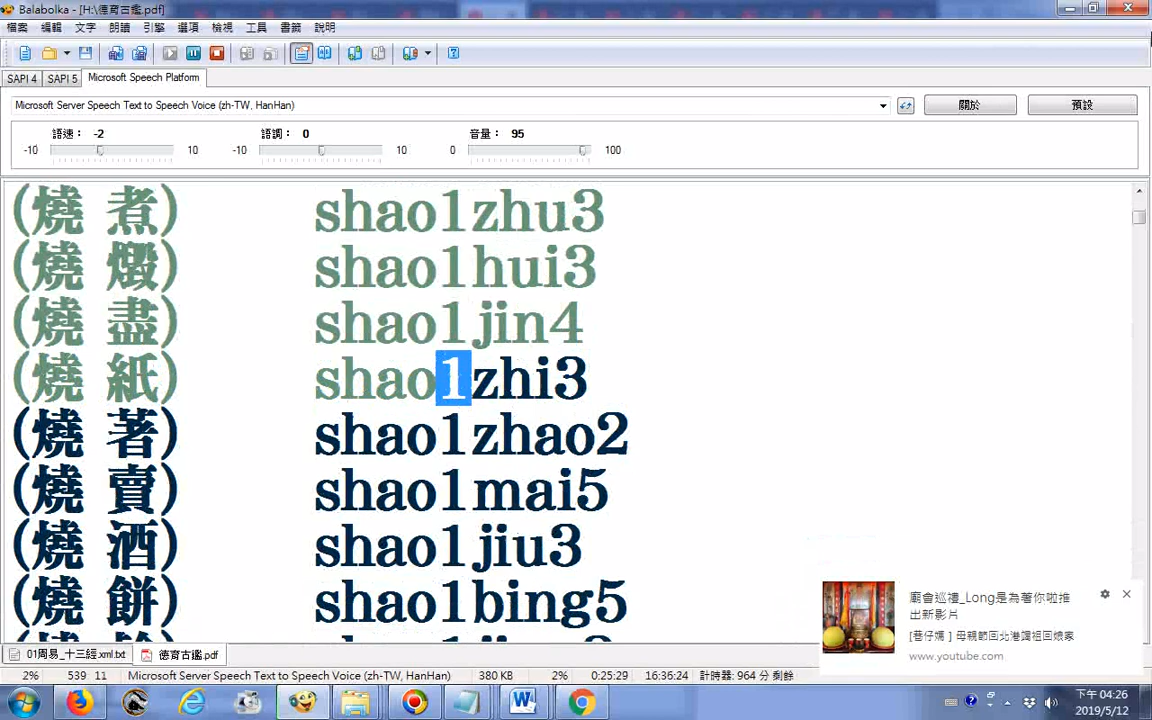 Balabolka - [H:\德育古鑑.pdf]
檔案 編輯 文字 朗讀 引擎 選項 檢視 工具 書籤 說明
SAPI 4 SAPI 5 Microsoft Speech Platform
Microsoft Server Speech Text to Speech Voice (zh-TW, HanHan) 關於 預設
語速： -2 語調： 0 音量： 95
-10 10 -10 10 0 100
(燒 煮) shao1zhu3
(燒 燬) shao1hui3
(燒 盡) shao1jin4
(燒 紙) shao1zhi3
(燒 著) shao1zhao2
(燒 賣) shao1mai5
(燒 酒) shao1jiu3
(燒 餅) shao1bing5
廟會巡禮_Long是為著你啦推
出新影片
母親節回北港
www.youtube.com
01周易_十三經.xml.txt 德育古鑑.pdf
2% 539 11 Microsoft Server Speech Text to Speech Voice (zh-TW, HanHan) 380 KB 2% 0:25:29 16:36:24 計時器: 964 分 剩餘
下午 04:26
2019/5/12